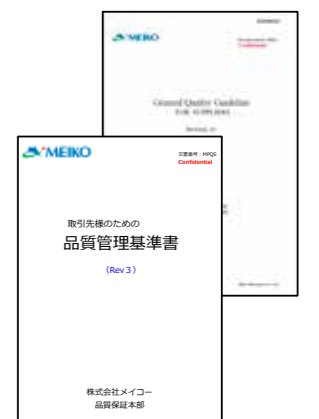 MEIKO
Confidential
General Quality Guideline
FOR SUPPLIERS
MEIKO
文書番号:MPQS
Confidential
取引先様のための
品質管理基準書
(Rev 3)
株式会社メイコー
品質保証本部